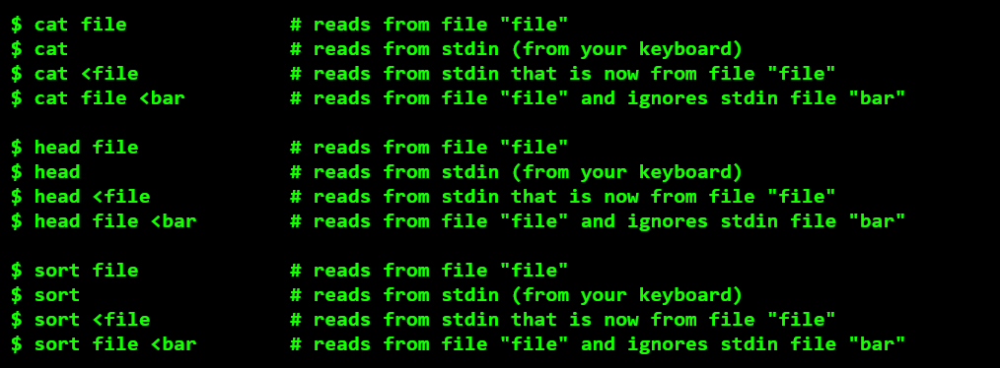 $ cat file # reads from file "file"
$ cat # reads from stdin (from your keyboard)
$ cat <file # reads from stdin that is now from file "file"
$ cat file <bar # reads from file "file" and ignores stdin file "bar"
$ head file # reads from file "file"
$ head # reads from stdin (from your keyboard)
$ head <file # reads from stdin that is now from file "file"
$ head file <bar # reads from file "file" and ignores stdin file "bar"
$ sort file # reads from file "file"
$ sort # reads from stdin (from your keyboard)
$ sort <file # reads from stdin that is now from file "file"
$ sort file <bar # reads from file "file" and ignores stdin file "bar"